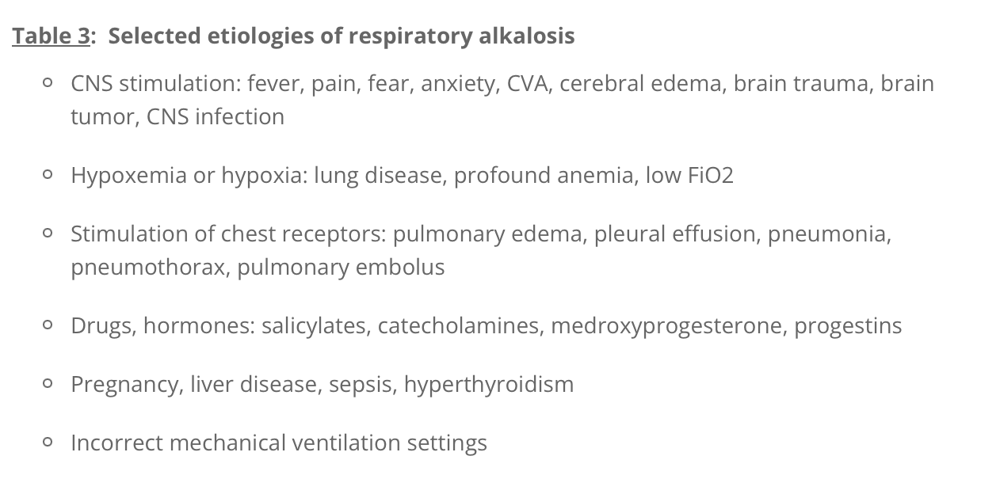 Table 3:  Selected etiologies of respiratory alkalosis
CNS stimulation: fever, pain, fear, anxiety, CVA, cerebral edema, brain trauma, brain
tumor, CNS infection
Hypoxemia or hypoxia: lung disease, profound anemia, low FiO2
Stimulation of chest receptors: pulmonary edema, pleural effusion, pneumonia,
pneumothorax, pulmonary embolus
Drugs, hormones: salicylates, catecholamines, medroxyprogesterone, progestins
Pregnancy, liver disease, sepsis, hyperthyroidism
Incorrect mechanical ventilation settings